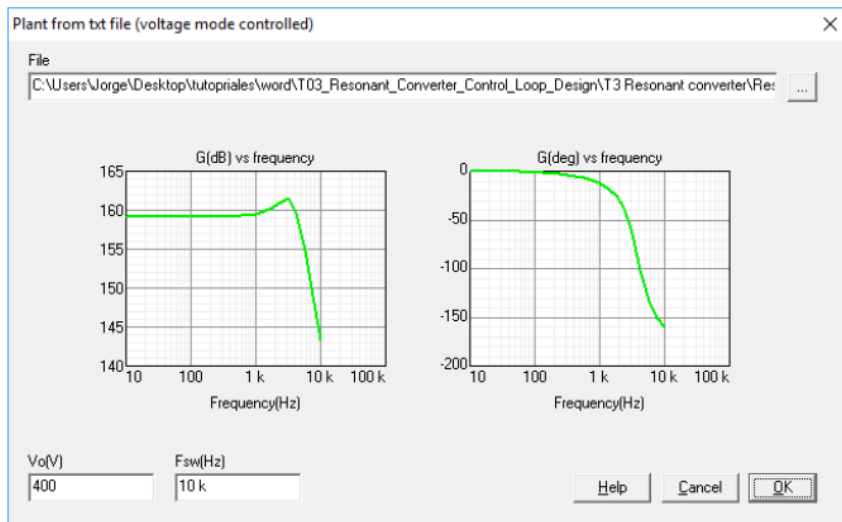 Plant from txt file (voltage mode controlled)
File
C:\Users\Jorge\Desktop\tutopriales\word\T03_Resonant_Converter_Control_Loop_Design\T3 Resonant converter\Res
...
G(dB) vs frequency
165
160
155
150
145
140
10 100 1 k 10 k 100 k
Frequency(Hz)
G(deg) vs frequency
0
-50
-100
-150
-200
10 100 1 k 10 k 100 k
Frequency(Hz)
Vo(V) Fsw(Hz)
400 10 k
Help Cancel OK